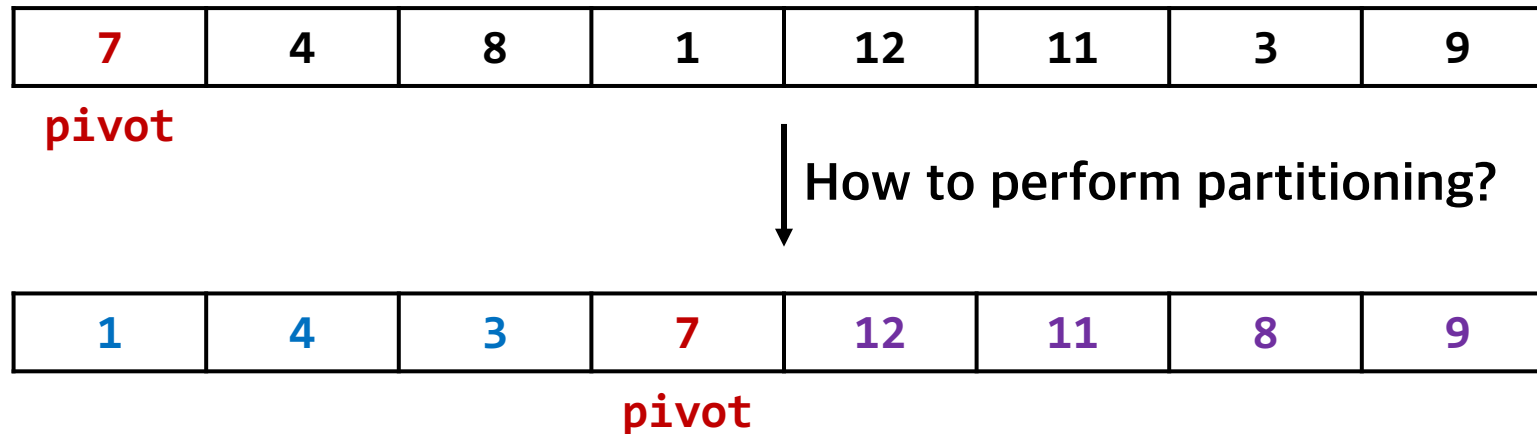 7 4 8 1 12 11 3 9
pivot
How to perform partitioning?
1 4 3 7 12 11 8 9
pivot